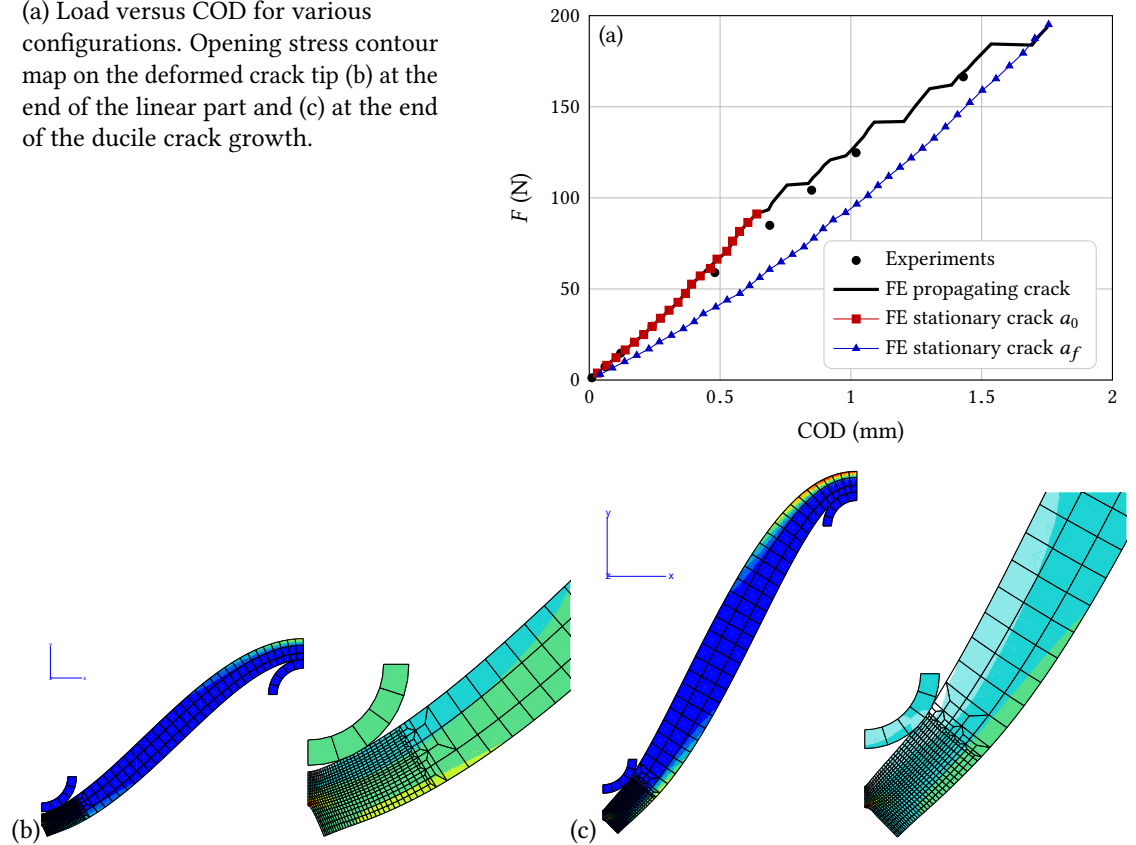 (a) Load versus COD for various
configurations. Opening stress contour
map on the deformed crack tip (b) at the
end of the linear part and (c) at the end
of the ducile crack growth.
(a)
200
150
100
50
0
F (N)
0 0.5 1 1.5 2
COD (mm)
Experiments
FE propagating crack
FE stationary crack a₀
FE stationary crack a_f
y
z x
(b)
(c)